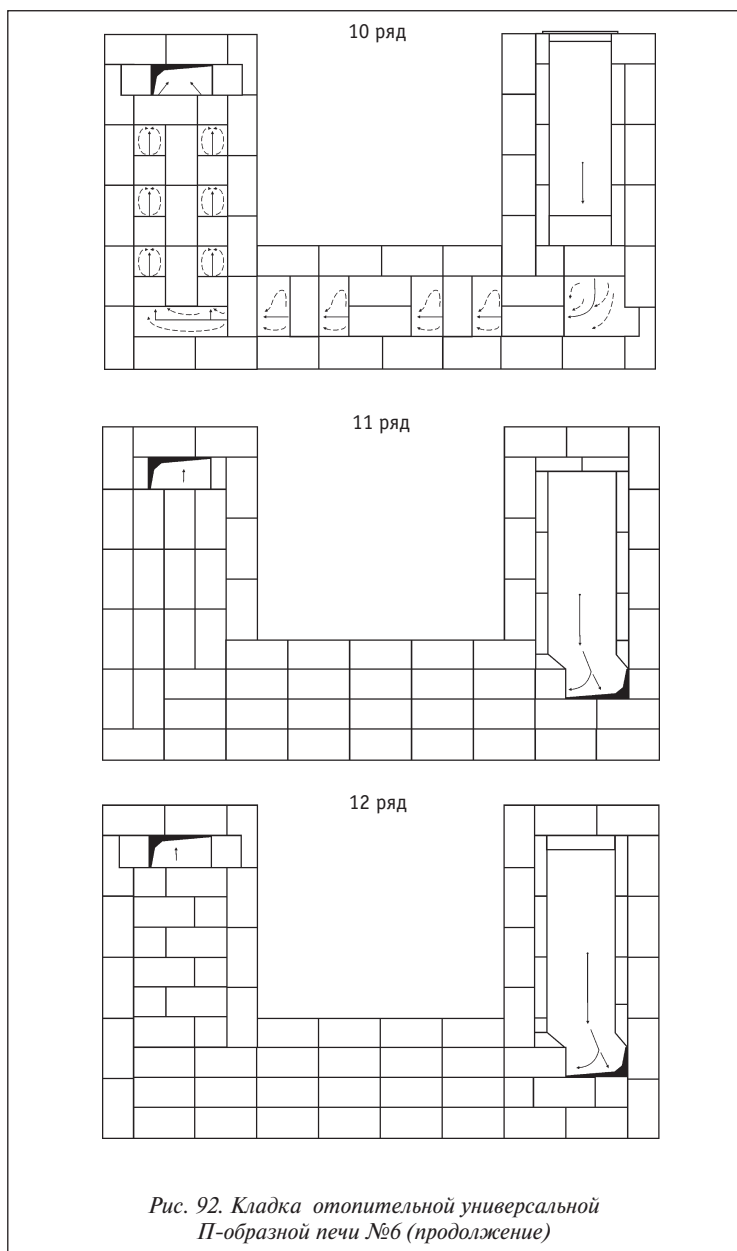 10 ряд
11 ряд
12 ряд
Рис. 92. Кладка отопительной универсальной
П-образной печи №6 (продолжение)